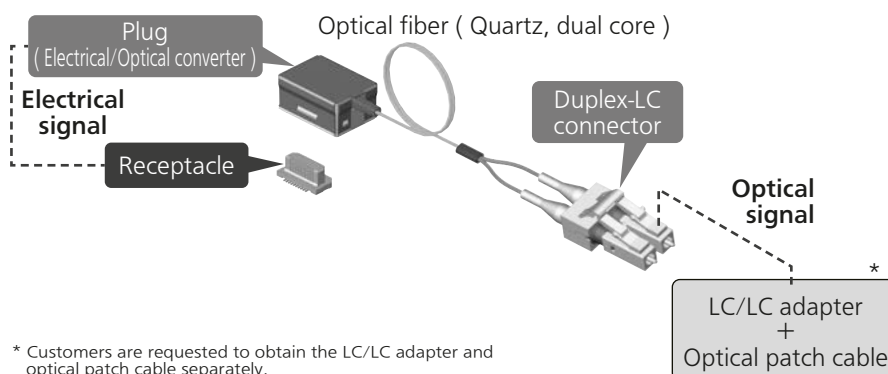 Plug
( Electrical/Optical converter )
Optical fiber ( Quartz, dual core )
Electrical
signal
Duplex-LC
connector
Receptacle
Optical
signal
*
LC/LC adapter
+
Optical patch cable
* Customers are requested to obtain the LC/LC adapter and
optical patch cable separately.